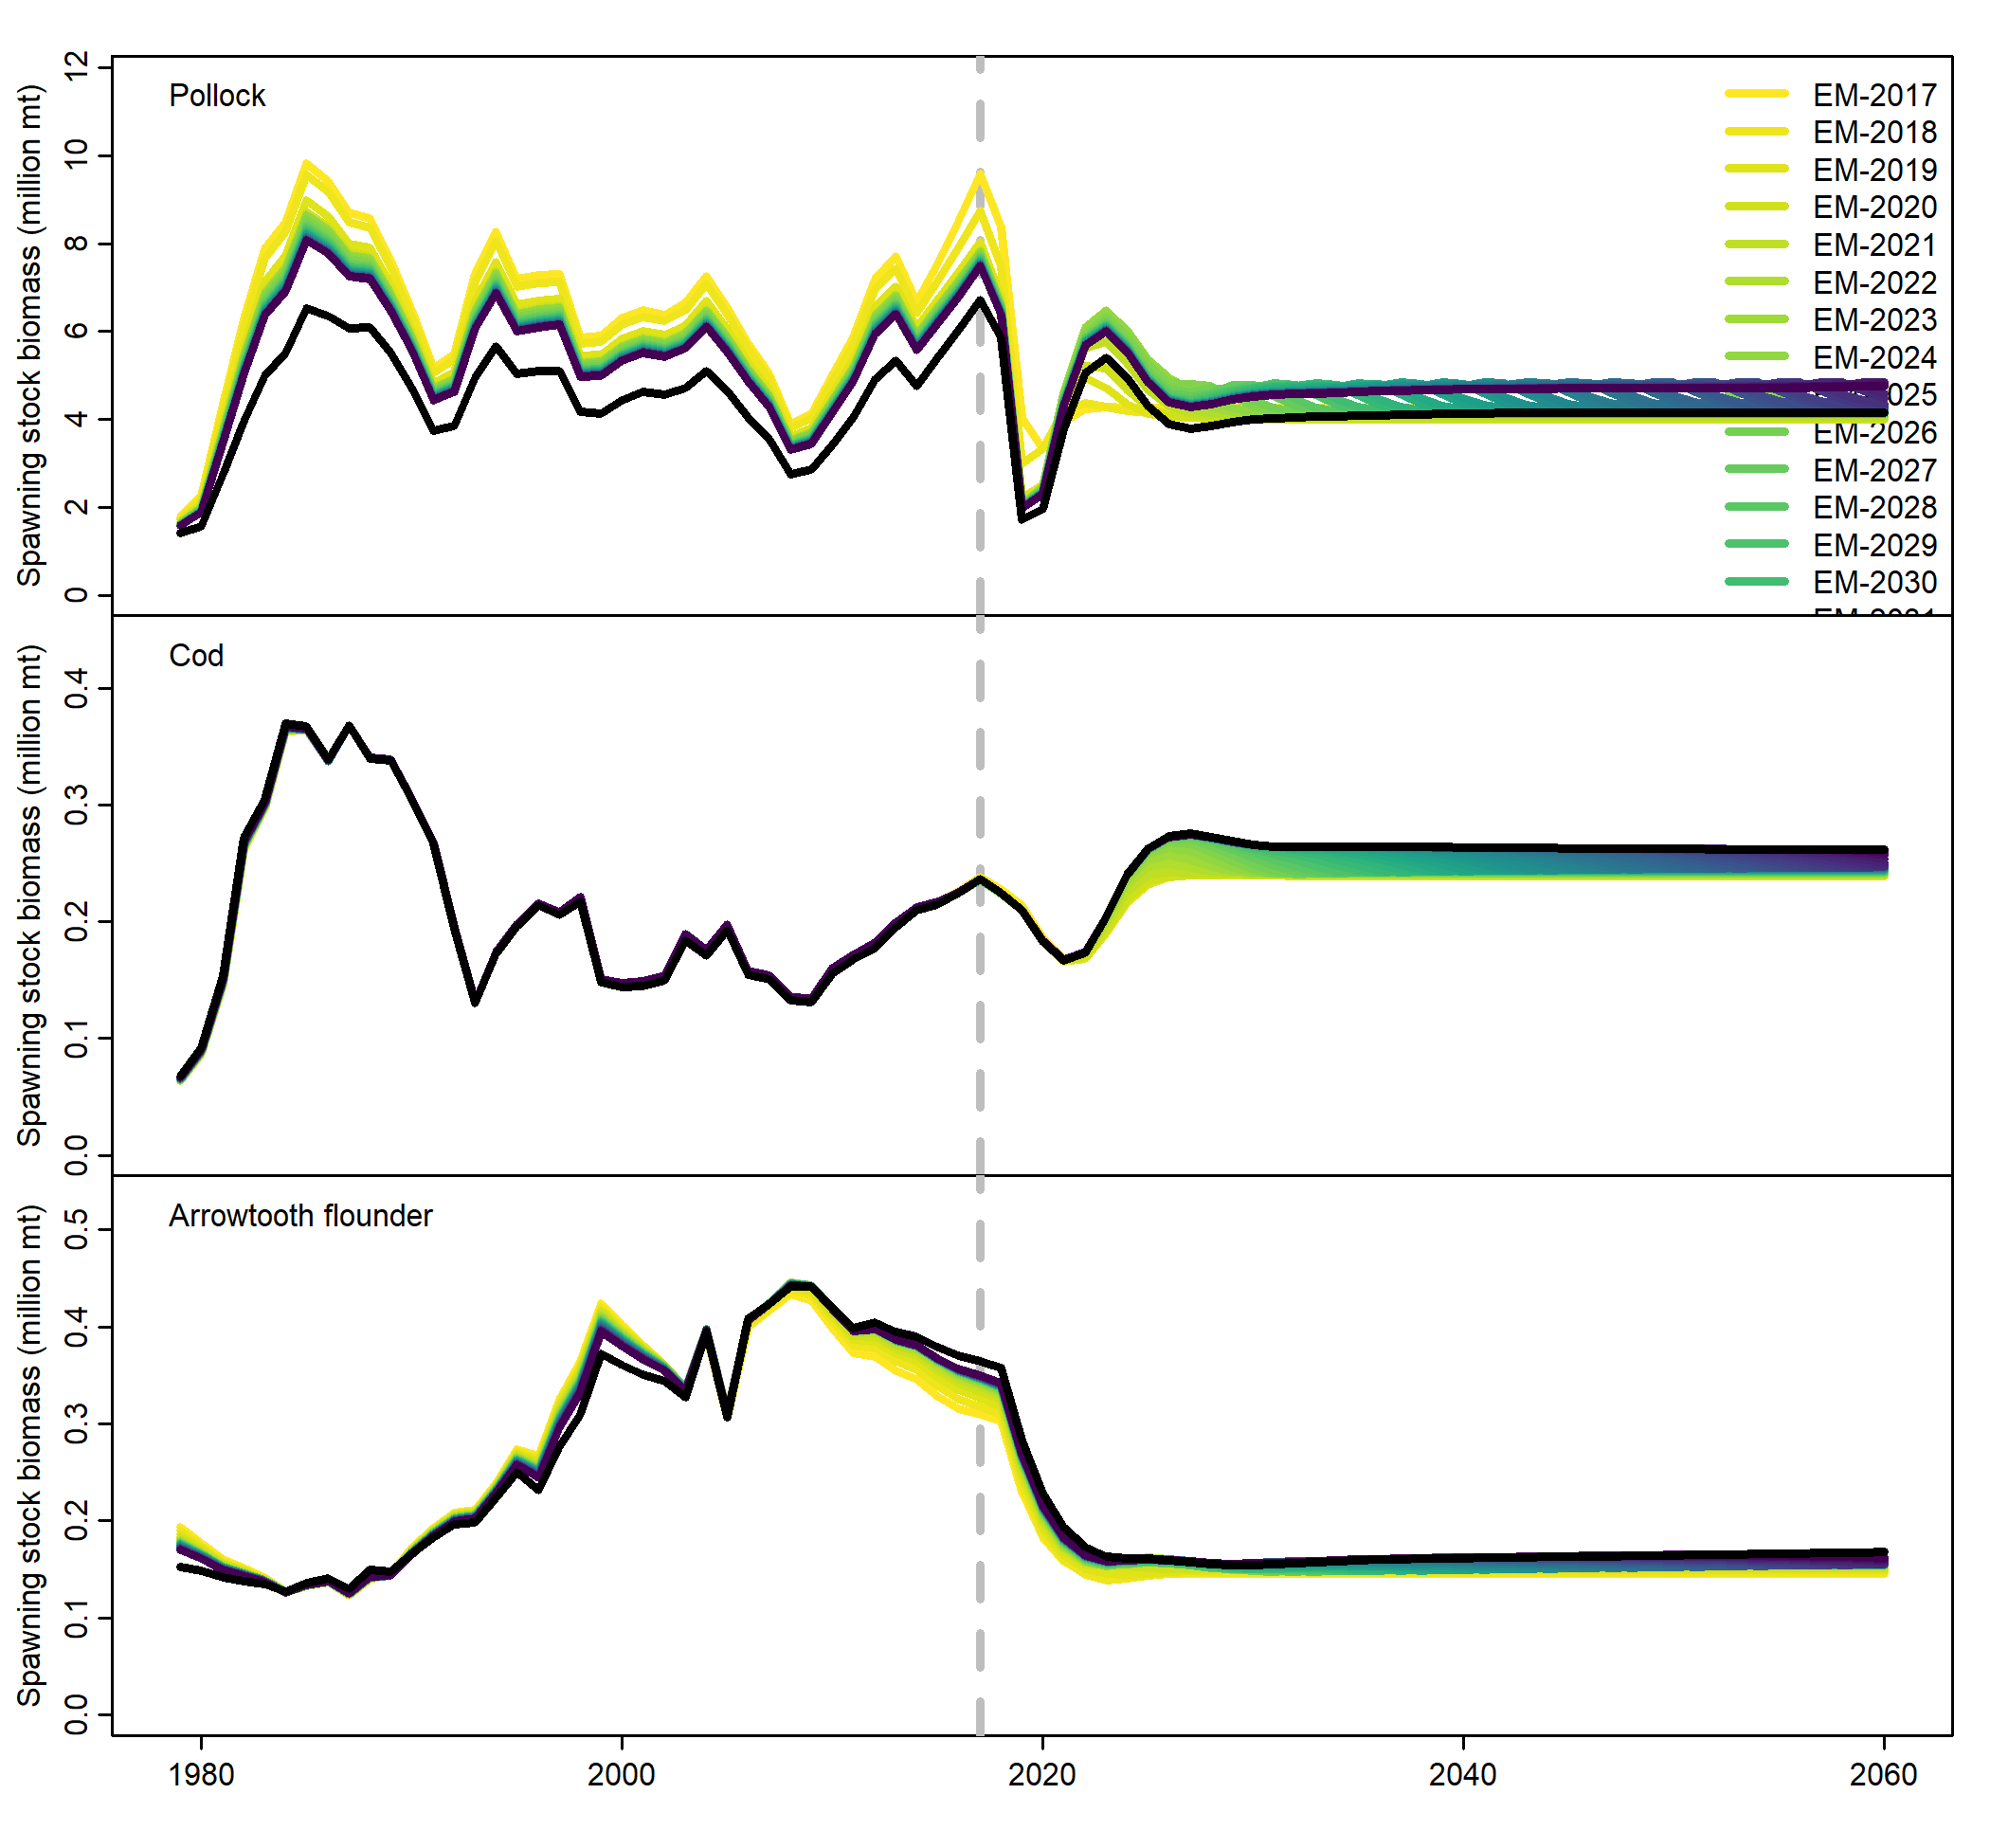 Spawning stock biomass (million mt)
0 2 4 6 8 10 12
Pollock
EM-2017
EM-2018
EM-2019
EM-2020
EM-2021
EM-2022
EM-2023
EM-2024
025
EM-2026
EM-2027
EM-2028
EM-2029
EM-2030
Spawning stock biomass (million mt)
0.0 0.1 0.2 0.3 0.4
Cod
Spawning stock biomass (million mt)
0.0 0.1 0.2 0.3 0.4 0.5
Arrowtooth flounder
1980 2000 2020 2040 2060